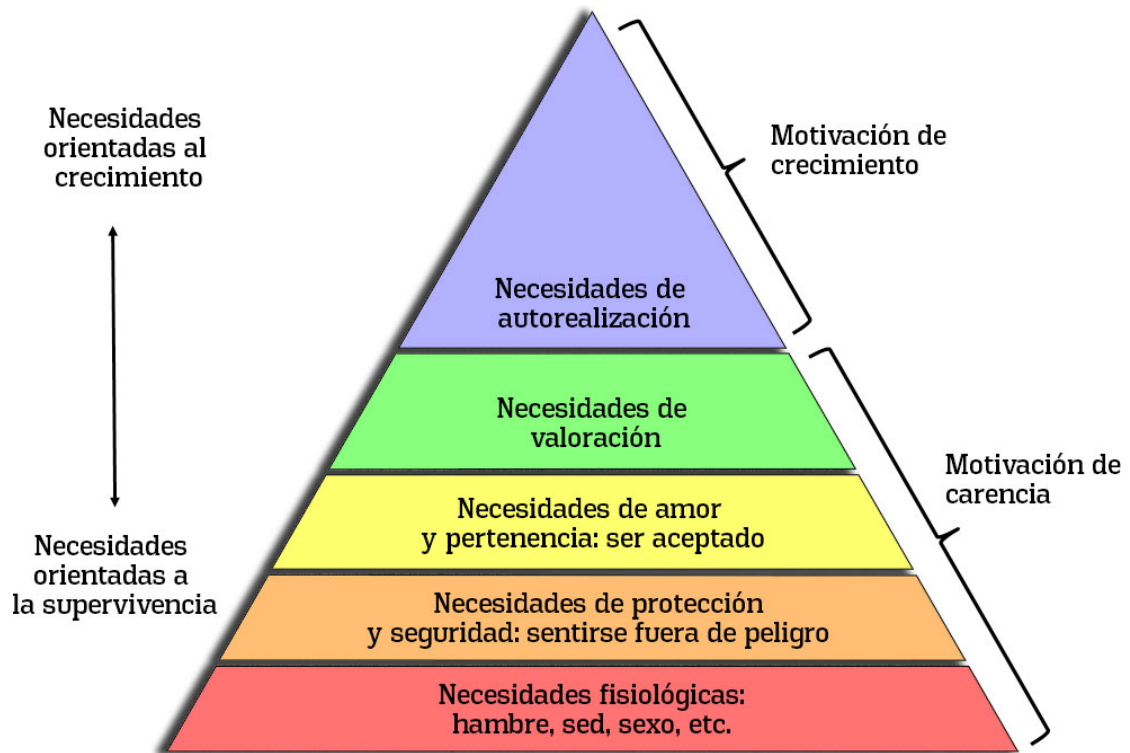 Necesidades
orientadas al
crecimiento
Motivación de
crecimiento
Necesidades de
autorealización
Necesidades de
valoración
Motivación de
carencia
Necesidades de amor
y pertenencia: ser aceptado
Necesidades
orientadas a
la supervivencia
Necesidades de protección
y seguridad: sentirse fuera de peligro
Necesidades fisiológicas:
hambre, sed, sexo, etc.